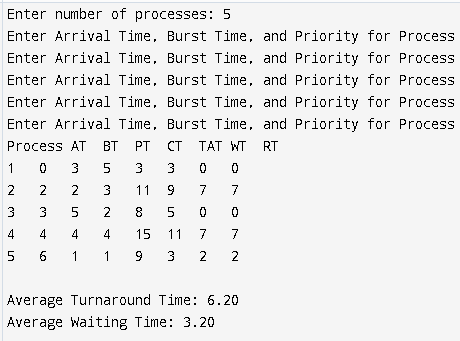 Enter number of processes: 5
Enter Arrival Time, Burst Time, and Priority for Process
Enter Arrival Time, Burst Time, and Priority for Process
Enter Arrival Time, Burst Time, and Priority for Process
Enter Arrival Time, Burst Time, and Priority for Process
Enter Arrival Time, Burst Time, and Priority for Process
Process AT BT PT CT TAT WT RT
1 0 3 5 3 3 0 0
2 2 2 3 11 9 7 7
3 3 5 2 8 5 0 0
4 4 4 4 15 11 7 7
5 6 1 1 9 3 2 2
Average Turnaround Time: 6.20
Average Waiting Time: 3.20